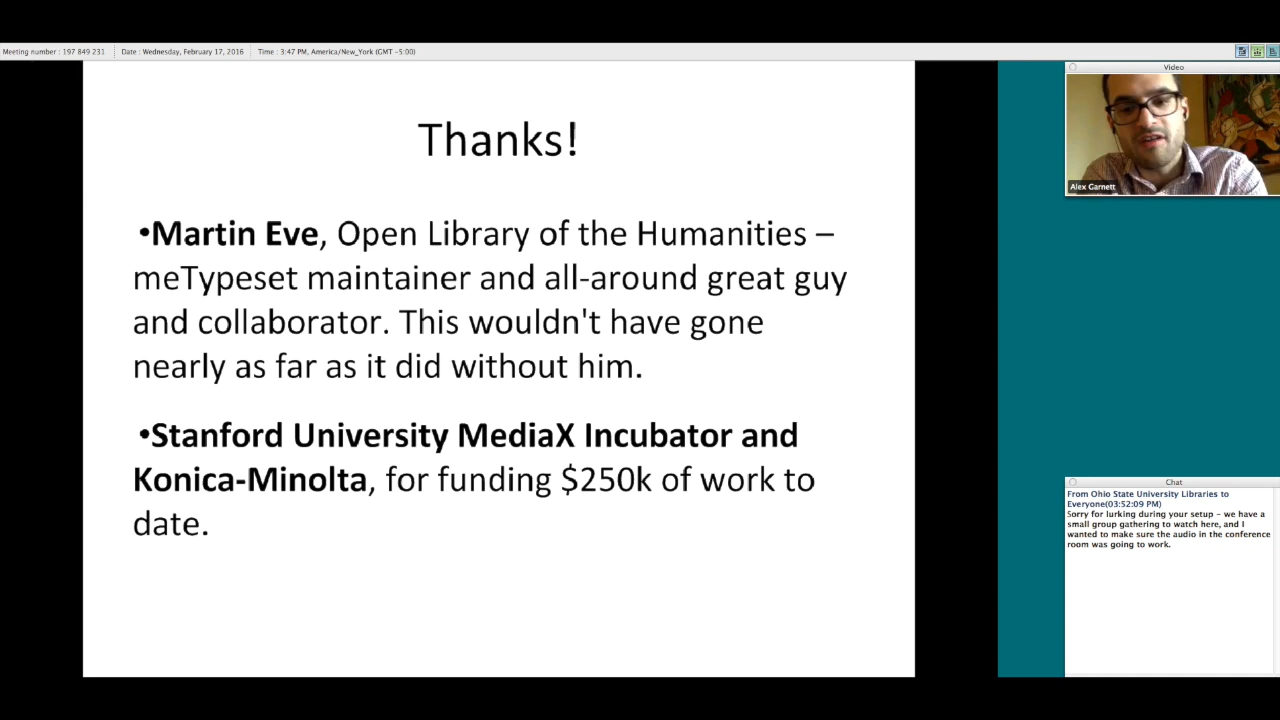 Meeting number : 197 849 231
Date : Wednesday, February 17, 2016
Time : 3:47 PM, America/New_York (GMT -5:00)
Thanks!
•Martin Eve, Open Library of the Humanities –
meTypeset maintainer and all-around great guy
and collaborator. This wouldn't have gone
nearly as far as it did without him.
•Stanford University MediaX Incubator and
Konica-Minolta, for funding $250k of work to
date.
Video
Alex Garnett
Chat
From Ohio State University Libraries to
Everyone(03:52:09 PM)
Sorry for lurking during your setup - we have a
small group gathering to watch here, and I
wanted to make sure the audio in the conference
room was going to work.